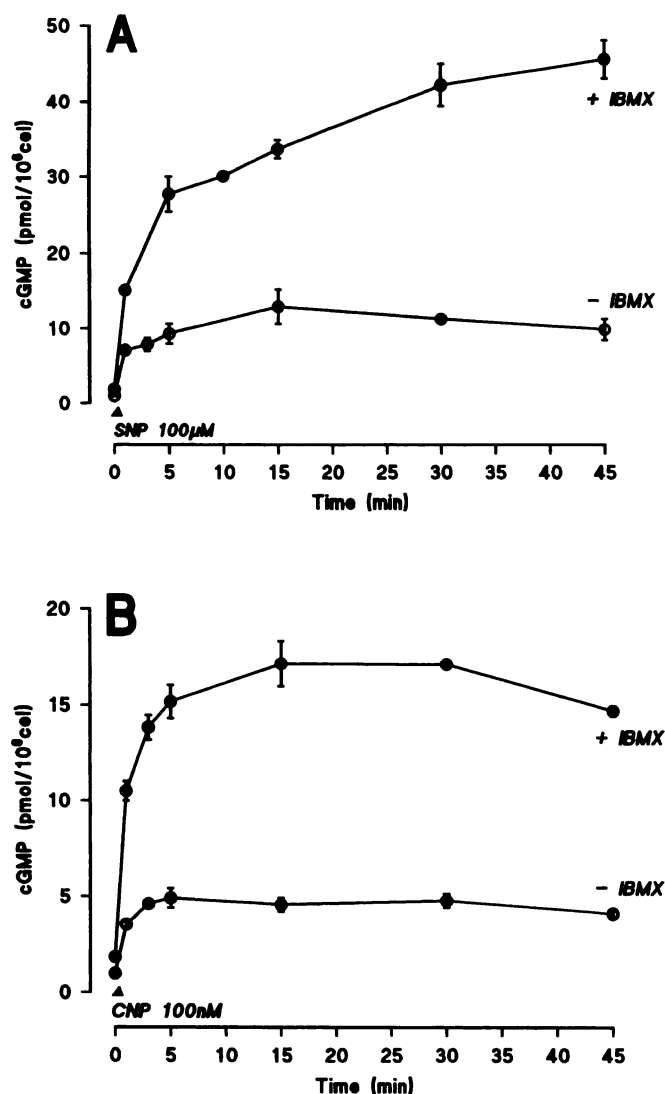 A
50
40
30
20
10
0
cGMP (pmol/10⁶cel)
+ IBMX
− IBMX
SNP 100μM
0 5 10 15 20 25 30 35 40 45
Time (min)
B
20
15
10
5
0
cGMP (pmol/10⁶cel)
+ IBMX
− IBMX
CNP 100nM
0 5 10 15 20 25 30 35 40 45
Time (min)